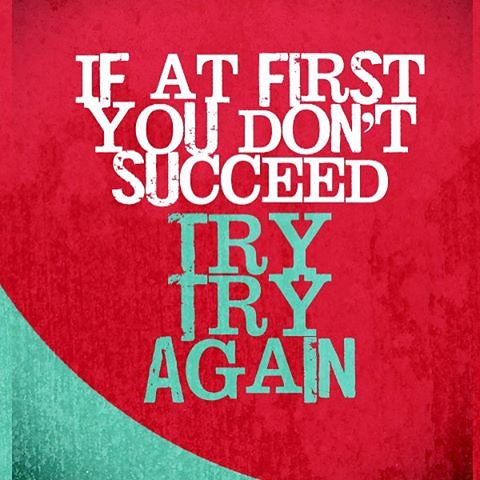 IF AT FIRST
YOU DON'T
SUCCEED
TRY
TRY
AGAIN